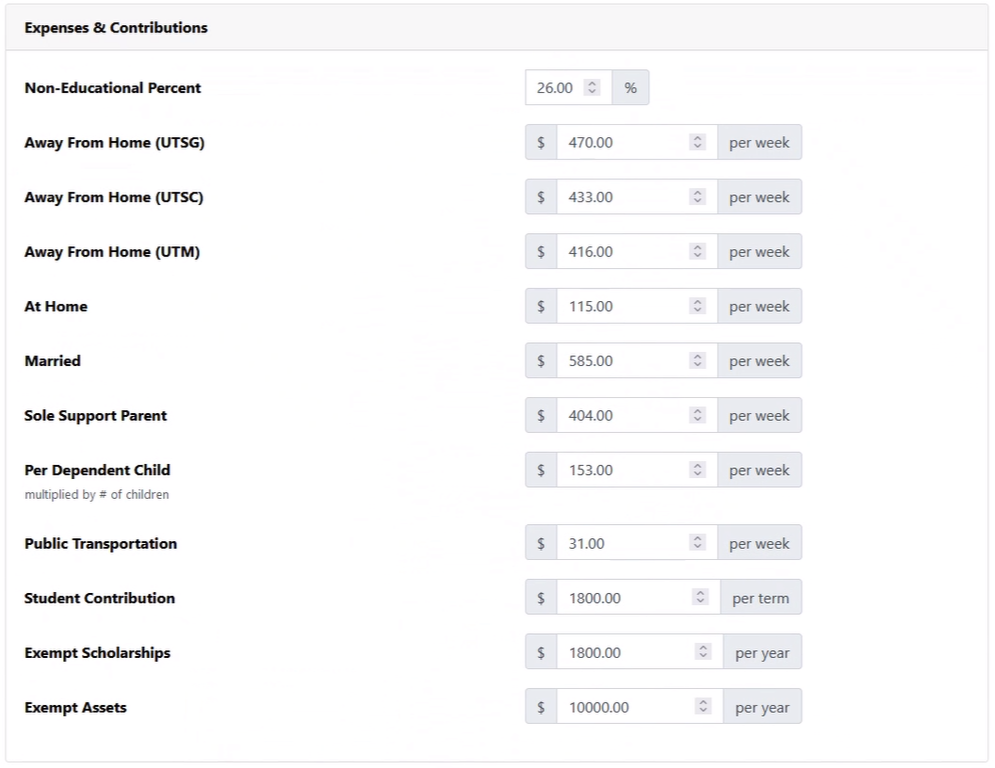 Expenses & Contributions
Non-Educational Percent 26.00 %
Away From Home (UTSG) $ 470.00 per week
Away From Home (UTSC) $ 433.00 per week
Away From Home (UTM) $ 416.00 per week
At Home $ 115.00 per week
Married $ 585.00 per week
Sole Support Parent $ 404.00 per week
Per Dependent Child $ 153.00 per week
multiplied by # of children
Public Transportation $ 31.00 per week
Student Contribution $ 1800.00 per term
Exempt Scholarships $ 1800.00 per year
Exempt Assets $ 10000.00 per year